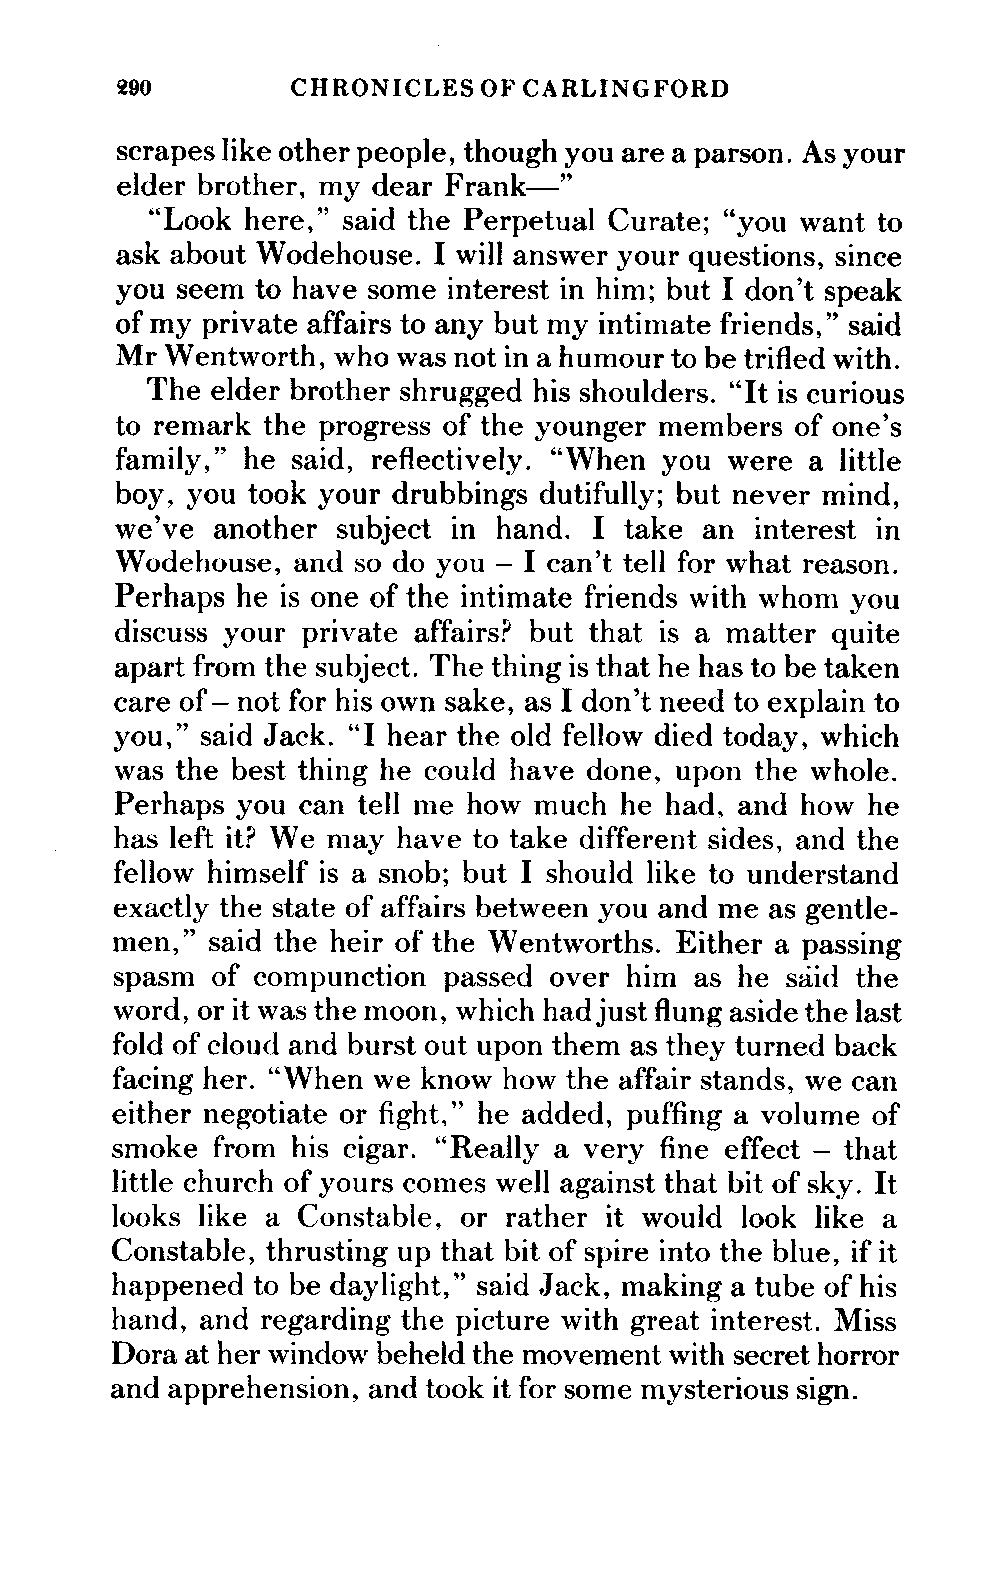 290 CHRONICLES OF CARLINGFORD
scrapes like other people, though you are a parson. As your
elder brother, my dear Frank—”
“Look here,” said the Perpetual Curate; “you want to
ask about Wodehouse. I will answer your questions, since
you seem to have some interest in him; but I don’t speak
of my private affairs to any but my intimate friends,” said
Mr Wentworth, who was not in a humour to be trifled with.
The elder brother shrugged his shoulders. “It is curious
to remark the progress of the younger members of one’s
family,” he said, reflectively. “When you were a little
boy, you took your drubbings dutifully; but never mind,
we’ve another subject in hand. I take an interest in
Wodehouse, and so do you – I can’t tell for what reason.
Perhaps he is one of the intimate friends with whom you
discuss your private affairs? but that is a matter quite
apart from the subject. The thing is that he has to be taken
care of – not for his own sake, as I don’t need to explain to
you,” said Jack. “I hear the old fellow died today, which
was the best thing he could have done, upon the whole.
Perhaps you can tell me how much he had, and how he
has left it? We may have to take different sides, and the
fellow himself is a snob; but I should like to understand
exactly the state of affairs between you and me as gentle-
men,” said the heir of the Wentworths. Either a passing
spasm of compunction passed over him as he said the
word, or it was the moon, which had just flung aside the last
fold of cloud and burst out upon them as they turned back
facing her. “When we know how the affair stands, we can
either negotiate or fight,” he added, puffing a volume of
smoke from his cigar. “Really a very fine effect – that
little church of yours comes well against that bit of sky. It
looks like a Constable, or rather it would look like a
Constable, thrusting up that bit of spire into the blue, if it
happened to be daylight,” said Jack, making a tube of his
hand, and regarding the picture with great interest. Miss
Dora at her window beheld the movement with secret horror
and apprehension, and took it for some mysterious sign.